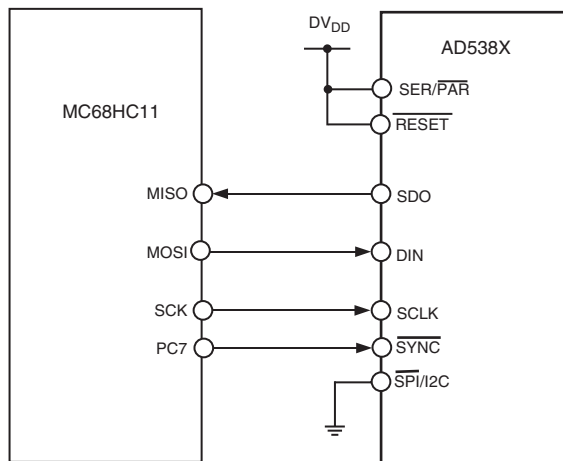 DVDD
AD538X
SER/PAR
MC68HC11
RESET
MISO
SDO
MOSI
DIN
SCK
SCLK
PC7
SYNC
SPI/I2C